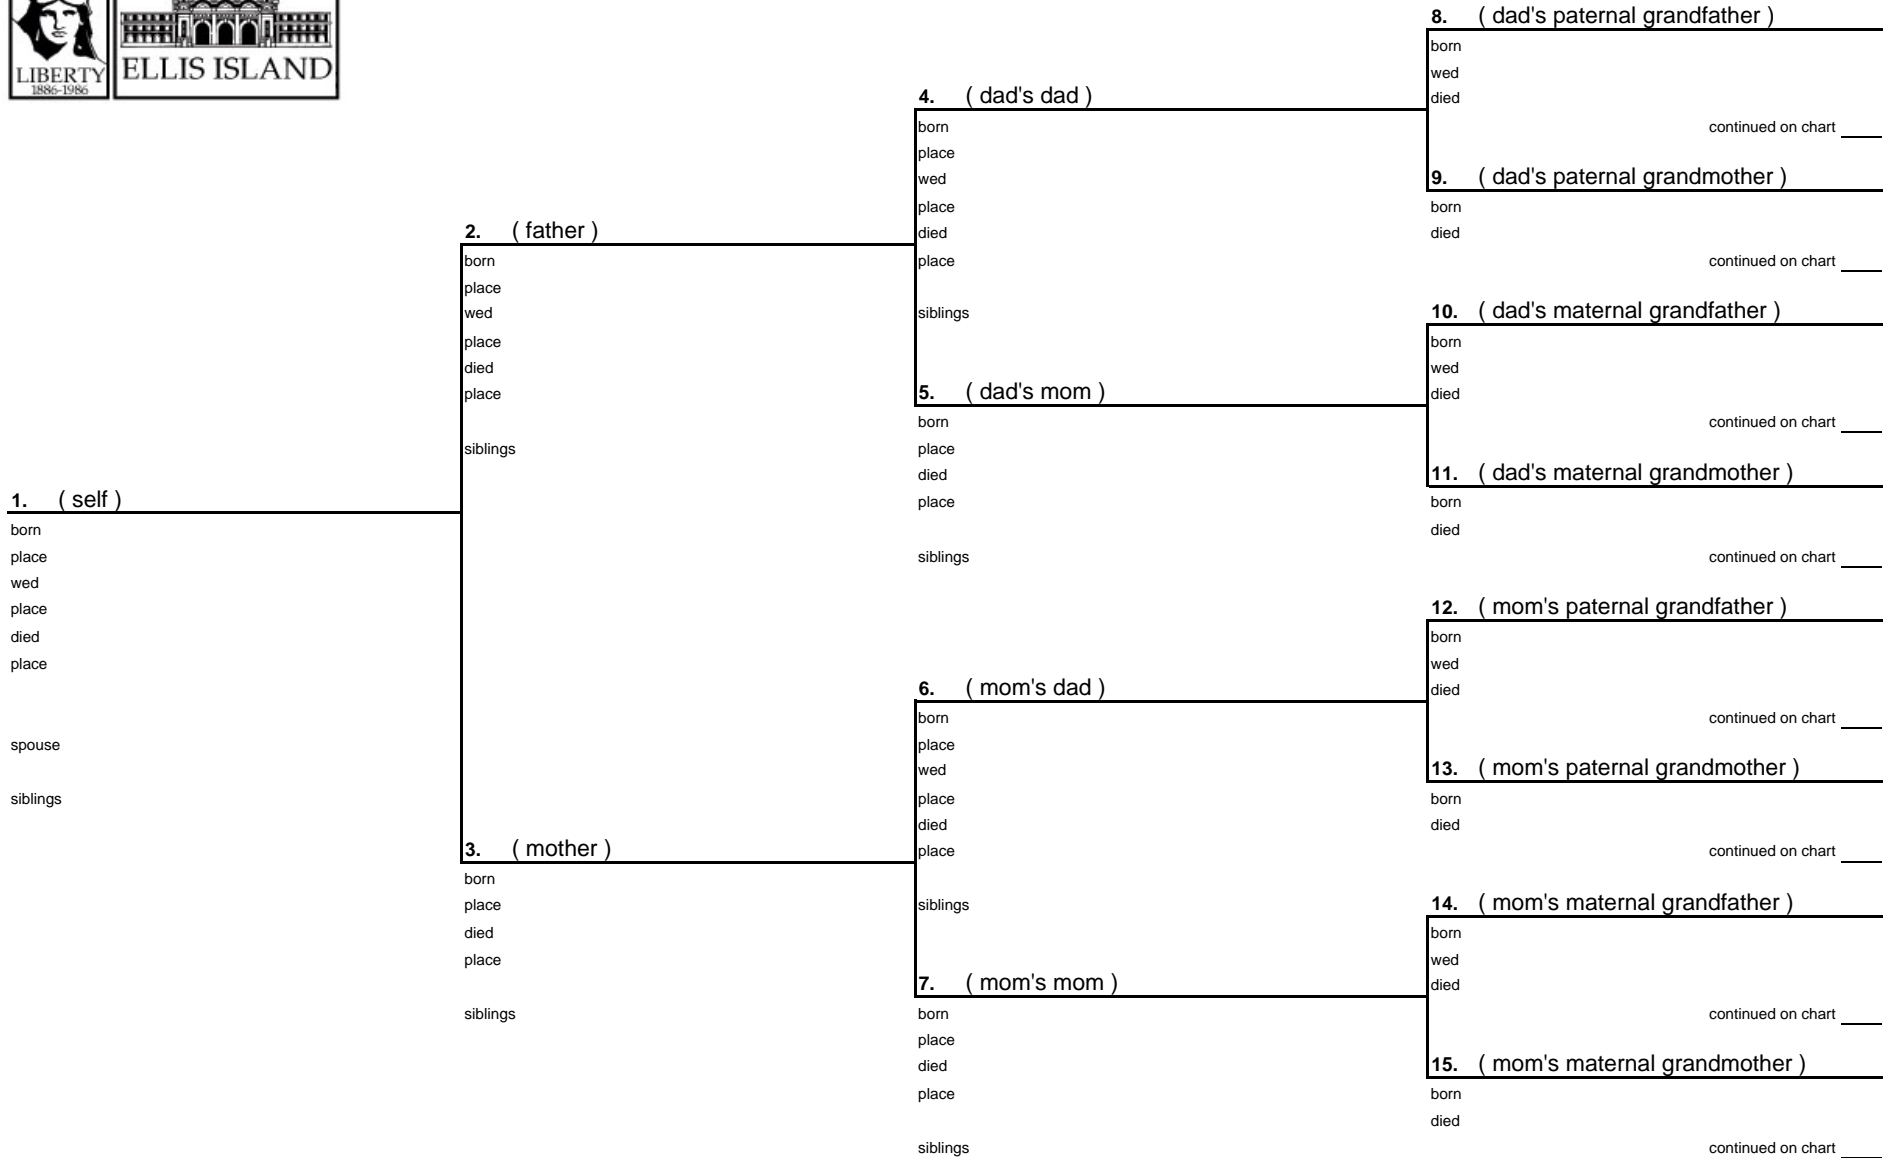 LIBERTY
1886-1986
ELLIS ISLAND
1. ( self )
born
place
wed
place
died
place
spouse
siblings
2. ( father )
born
place
wed
place
died
place
siblings
3. ( mother )
born
place
died
place
siblings
4. ( dad's dad )
born
place
wed
place
died
place
siblings
5. ( dad's mom )
born
place
died
place
siblings
6. ( mom's dad )
born
place
wed
place
died
place
siblings
7. ( mom's mom )
born
place
died
place
siblings
8. ( dad's paternal grandfather )
born
wed
died
continued on chart
9. ( dad's paternal grandmother )
born
died
continued on chart
10. ( dad's maternal grandfather )
born
wed
died
continued on chart
11. ( dad's maternal grandmother )
born
died
continued on chart
12. ( mom's paternal grandfather )
born
wed
died
continued on chart
13. ( mom's paternal grandmother )
born
died
continued on chart
14. ( mom's maternal grandfather )
born
wed
died
continued on chart
15. ( mom's maternal grandmother )
born
died
continued on chart